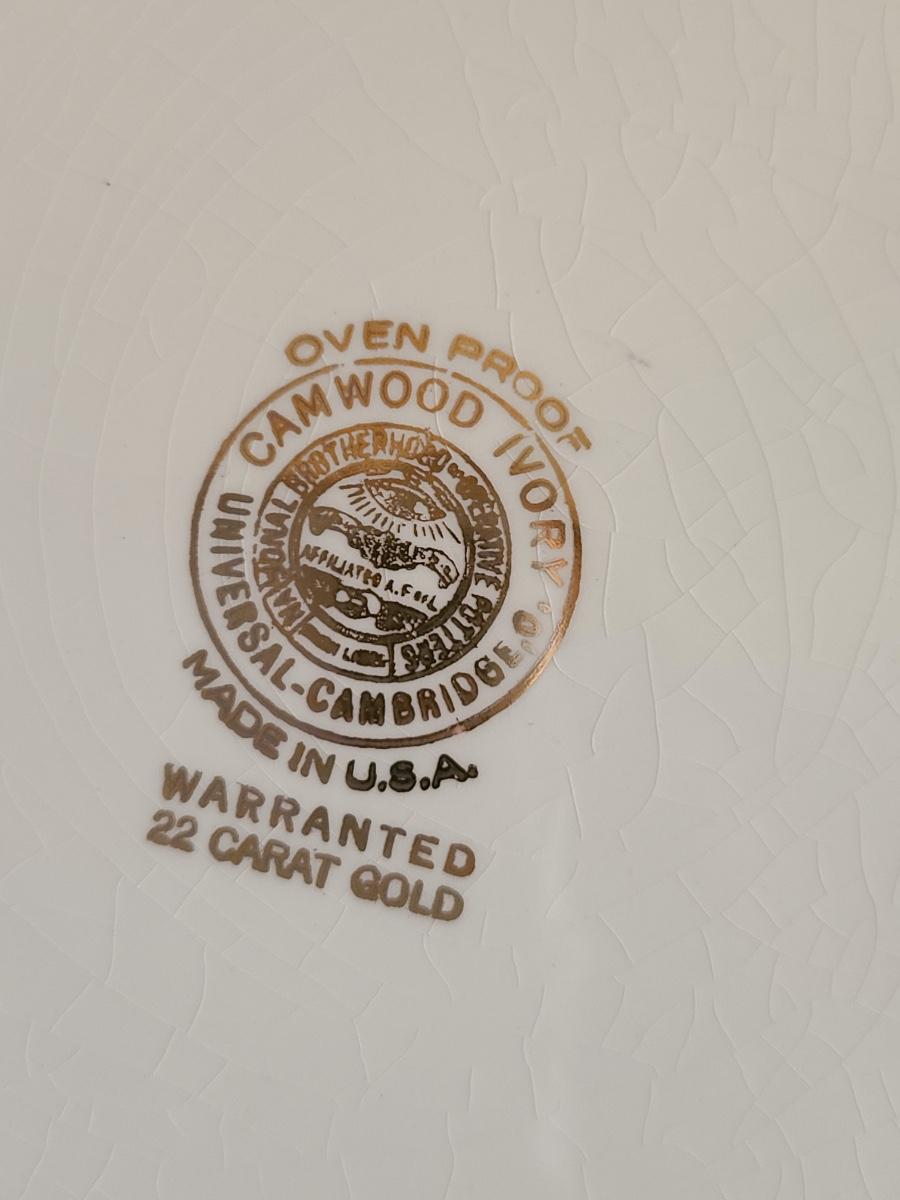 OVEN PROOF
CAMWOOD IVORY
NATIONAL BROTHERHOOD OF OPERATIVE POTTERS
AFFILIATED A.F. OF L.
UNIVERSAL-CAMBRIDGE O.
MADE IN U.S.A.
WARRANTED
22 CARAT GOLD